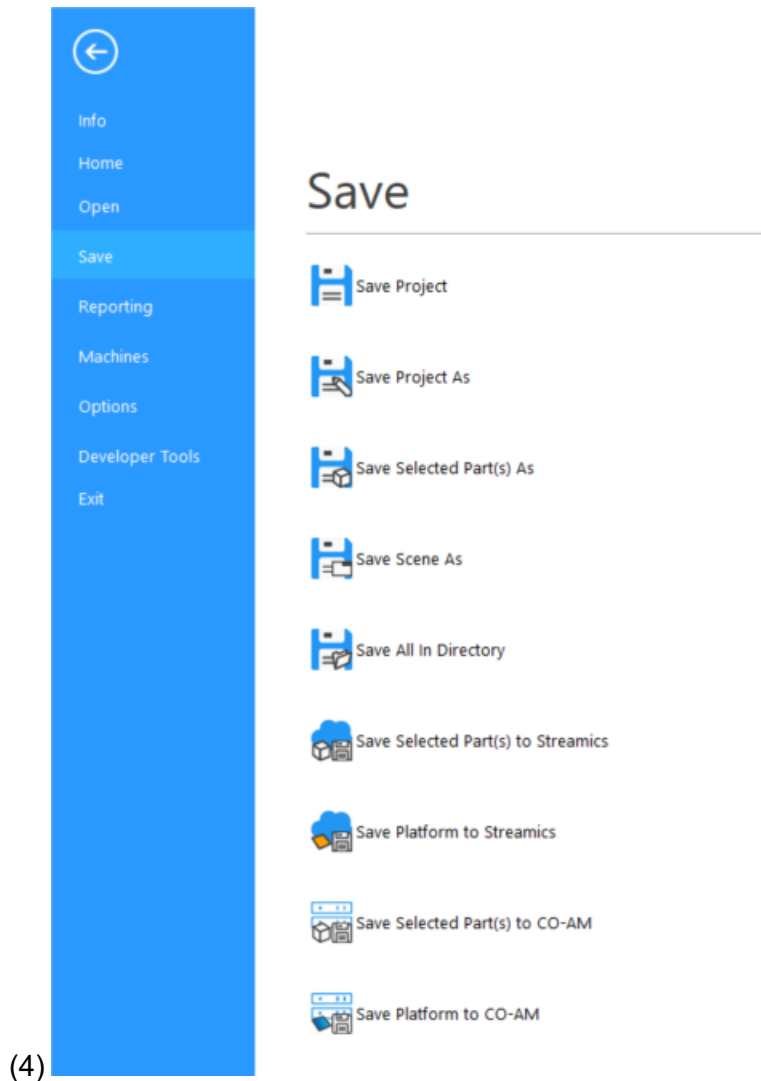 Info
Home
Open
Save
Reporting
Machines
Options
Developer Tools
Exit
Save
Save Project
Save Project As
Save Selected Part(s) As
Save Scene As
Save All In Directory
Save Selected Part(s) to Streamics
Save Platform to Streamics
Save Selected Part(s) to CO-AM
Save Platform to CO-AM
(4)